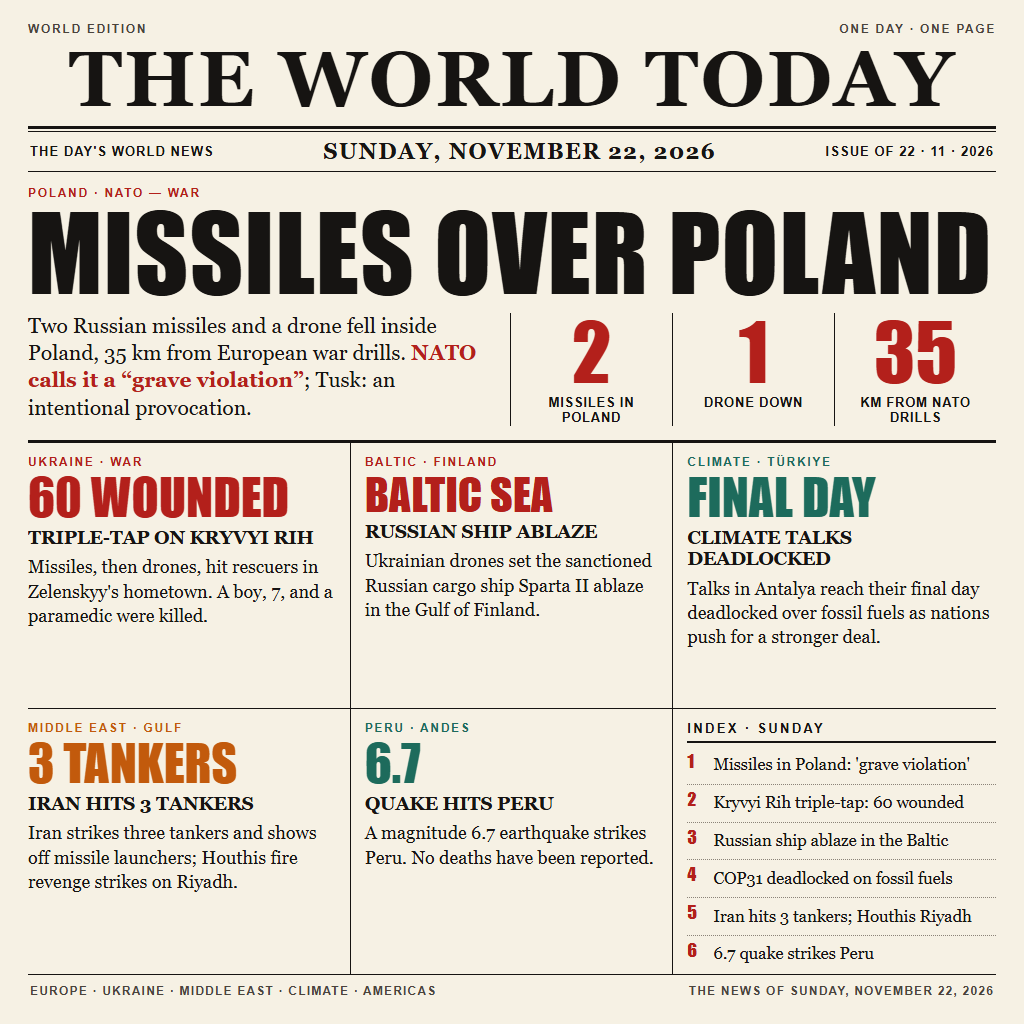 WORLD EDITION
ONE DAY · ONE PAGE
THE WORLD TODAY
THE DAY'S WORLD NEWS
SUNDAY, NOVEMBER 22, 2026
ISSUE OF 22 · 11 · 2026
POLAND · NATO — WAR
MISSILES OVER POLAND
Two Russian missiles and a drone fell inside
Poland, 35 km from European war drills. NATO
calls it a “grave violation”; Tusk: an
intentional provocation.
2
MISSILES IN
POLAND
1
DRONE DOWN
35
KM FROM NATO
DRILLS
UKRAINE · WAR
60 WOUNDED
TRIPLE-TAP ON KRYVYI RIH
Missiles, then drones, hit rescuers in
Zelenskyy's hometown. A boy, 7, and a
paramedic were killed.
BALTIC · FINLAND
BALTIC SEA
RUSSIAN SHIP ABLAZE
Ukrainian drones set the sanctioned
Russian cargo ship Sparta II ablaze
in the Gulf of Finland.
CLIMATE · TÜRKIYE
FINAL DAY
CLIMATE TALKS
DEADLOCKED
Talks in Antalya reach their final day
deadlocked over fossil fuels as nations
push for a stronger deal.
MIDDLE EAST · GULF
3 TANKERS
IRAN HITS 3 TANKERS
Iran strikes three tankers and shows
off missile launchers; Houthis fire
revenge strikes on Riyadh.
PERU · ANDES
6.7
QUAKE HITS PERU
A magnitude 6.7 earthquake strikes
Peru. No deaths have been reported.
INDEX · SUNDAY
1 Missiles in Poland: 'grave violation'
2 Kryvyi Rih triple-tap: 60 wounded
3 Russian ship ablaze in the Baltic
4 COP31 deadlocked on fossil fuels
5 Iran hits 3 tankers; Houthis Riyadh
6 6.7 quake strikes Peru
EUROPE · UKRAINE · MIDDLE EAST · CLIMATE · AMERICAS
THE NEWS OF SUNDAY, NOVEMBER 22, 2026